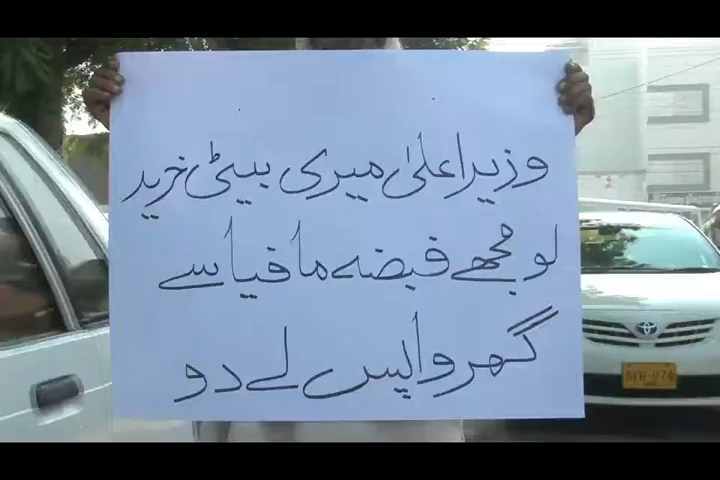 وزیراعلیٰ میری بیٹی خرید
لو مجھے قبضہ مافیا سے
گھر واپس لے دو